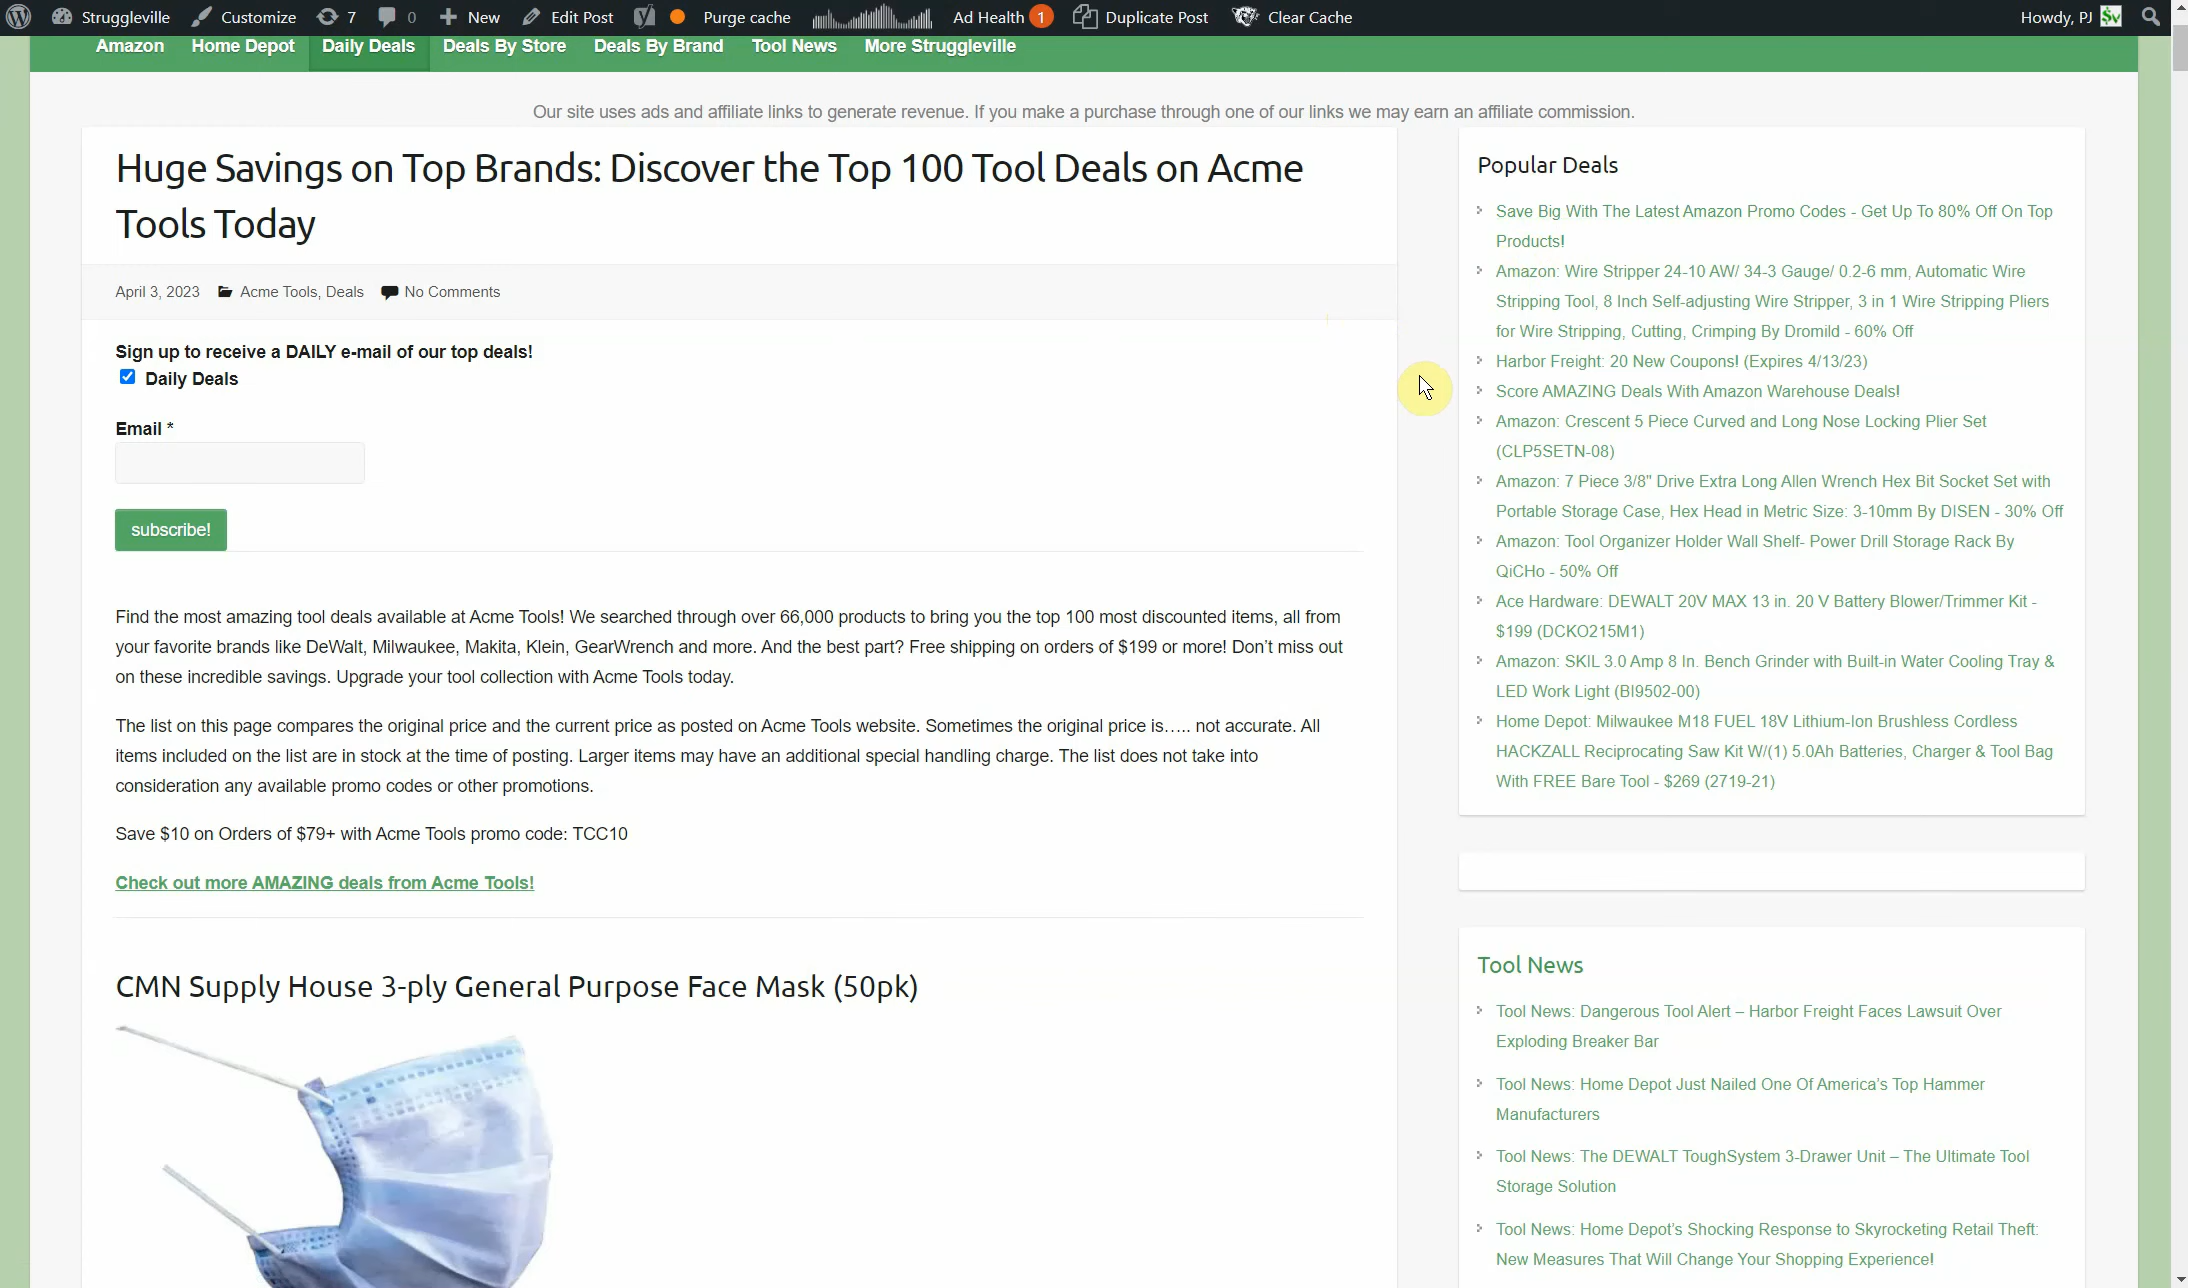 Struggleville Customize 7 0 New Edit Post Purge cache Ad Health 1 Duplicate Post Clear Cache Howdy, PJ
Amazon Home Depot Daily Deals Deals By Store Deals By Brand Tool News More Struggleville
Our site uses ads and affiliate links to generate revenue. If you make a purchase through one of our links we may earn an affiliate commission.
Huge Savings on Top Brands: Discover the Top 100 Tool Deals on Acme
Tools Today
April 3, 2023 Acme Tools, Deals No Comments
Sign up to receive a DAILY e-mail of our top deals!
Daily Deals
Email *
subscribe!
Find the most amazing tool deals available at Acme Tools! We searched through over 66,000 products to bring you the top 100 most discounted items, all from
your favorite brands like DeWalt, Milwaukee, Makita, Klein, GearWrench and more. And the best part? Free shipping on orders of $199 or more! Don't miss out
on these incredible savings. Upgrade your tool collection with Acme Tools today.
The list on this page compares the original price and the current price as posted on Acme Tools website. Sometimes the original price is….. not accurate. All
items included on the list are in stock at the time of posting. Larger items may have an additional special handling charge. The list does not take into
consideration any available promo codes or other promotions.
Save $10 on Orders of $79+ with Acme Tools promo code: TCC10
Check out more AMAZING deals from Acme Tools!
CMN Supply House 3-ply General Purpose Face Mask (50pk)
Popular Deals
Save Big With The Latest Amazon Promo Codes - Get Up To 80% Off On Top
Products!
Amazon: Wire Stripper 24-10 AW/ 34-3 Gauge/ 0.2-6 mm, Automatic Wire
Stripping Tool, 8 Inch Self-adjusting Wire Stripper, 3 in 1 Wire Stripping Pliers
for Wire Stripping, Cutting, Crimping By Dromild - 60% Off
Harbor Freight: 20 New Coupons! (Expires 4/13/23)
Score AMAZING Deals With Amazon Warehouse Deals!
Amazon: Crescent 5 Piece Curved and Long Nose Locking Plier Set
(CLP5SETN-08)
Amazon: 7 Piece 3/8" Drive Extra Long Allen Wrench Hex Bit Socket Set with
Portable Storage Case, Hex Head in Metric Size: 3-10mm By DISEN - 30% Off
Amazon: Tool Organizer Holder Wall Shelf- Power Drill Storage Rack By
QiCHo - 50% Off
Ace Hardware: DEWALT 20V MAX 13 in. 20 V Battery Blower/Trimmer Kit -
$199 (DCKO215M1)
Amazon: SKIL 3.0 Amp 8 In. Bench Grinder with Built-in Water Cooling Tray &
LED Work Light (BI9502-00)
Home Depot: Milwaukee M18 FUEL 18V Lithium-Ion Brushless Cordless
HACKZALL Reciprocating Saw Kit W/(1) 5.0Ah Batteries, Charger & Tool Bag
With FREE Bare Tool - $269 (2719-21)
Tool News
Tool News: Dangerous Tool Alert – Harbor Freight Faces Lawsuit Over
Exploding Breaker Bar
Tool News: Home Depot Just Nailed One Of America's Top Hammer
Manufacturers
Tool News: The DEWALT ToughSystem 3-Drawer Unit – The Ultimate Tool
Storage Solution
Tool News: Home Depot's Shocking Response to Skyrocketing Retail Theft:
New Measures That Will Change Your Shopping Experience!